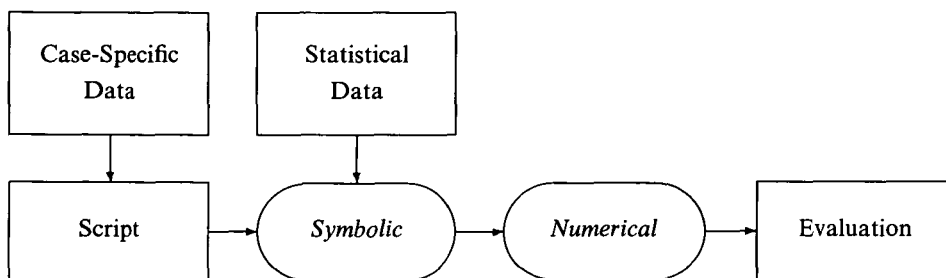 Case-Specific
Data
Statistical
Data
Script
Symbolic
Numerical
Evaluation